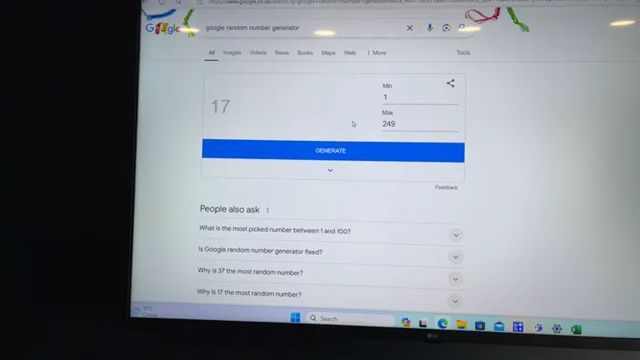 Google
google random number generator
All Images Videos News Books Maps Web More Tools
17
Min
1
Max
249
GENERATE
Feedback
People also ask
What is the most picked number between 1 and 100?
Is Google random number generator fixed?
Why is 37 the most random number?
Why is 17 the most random number?
Search
LG